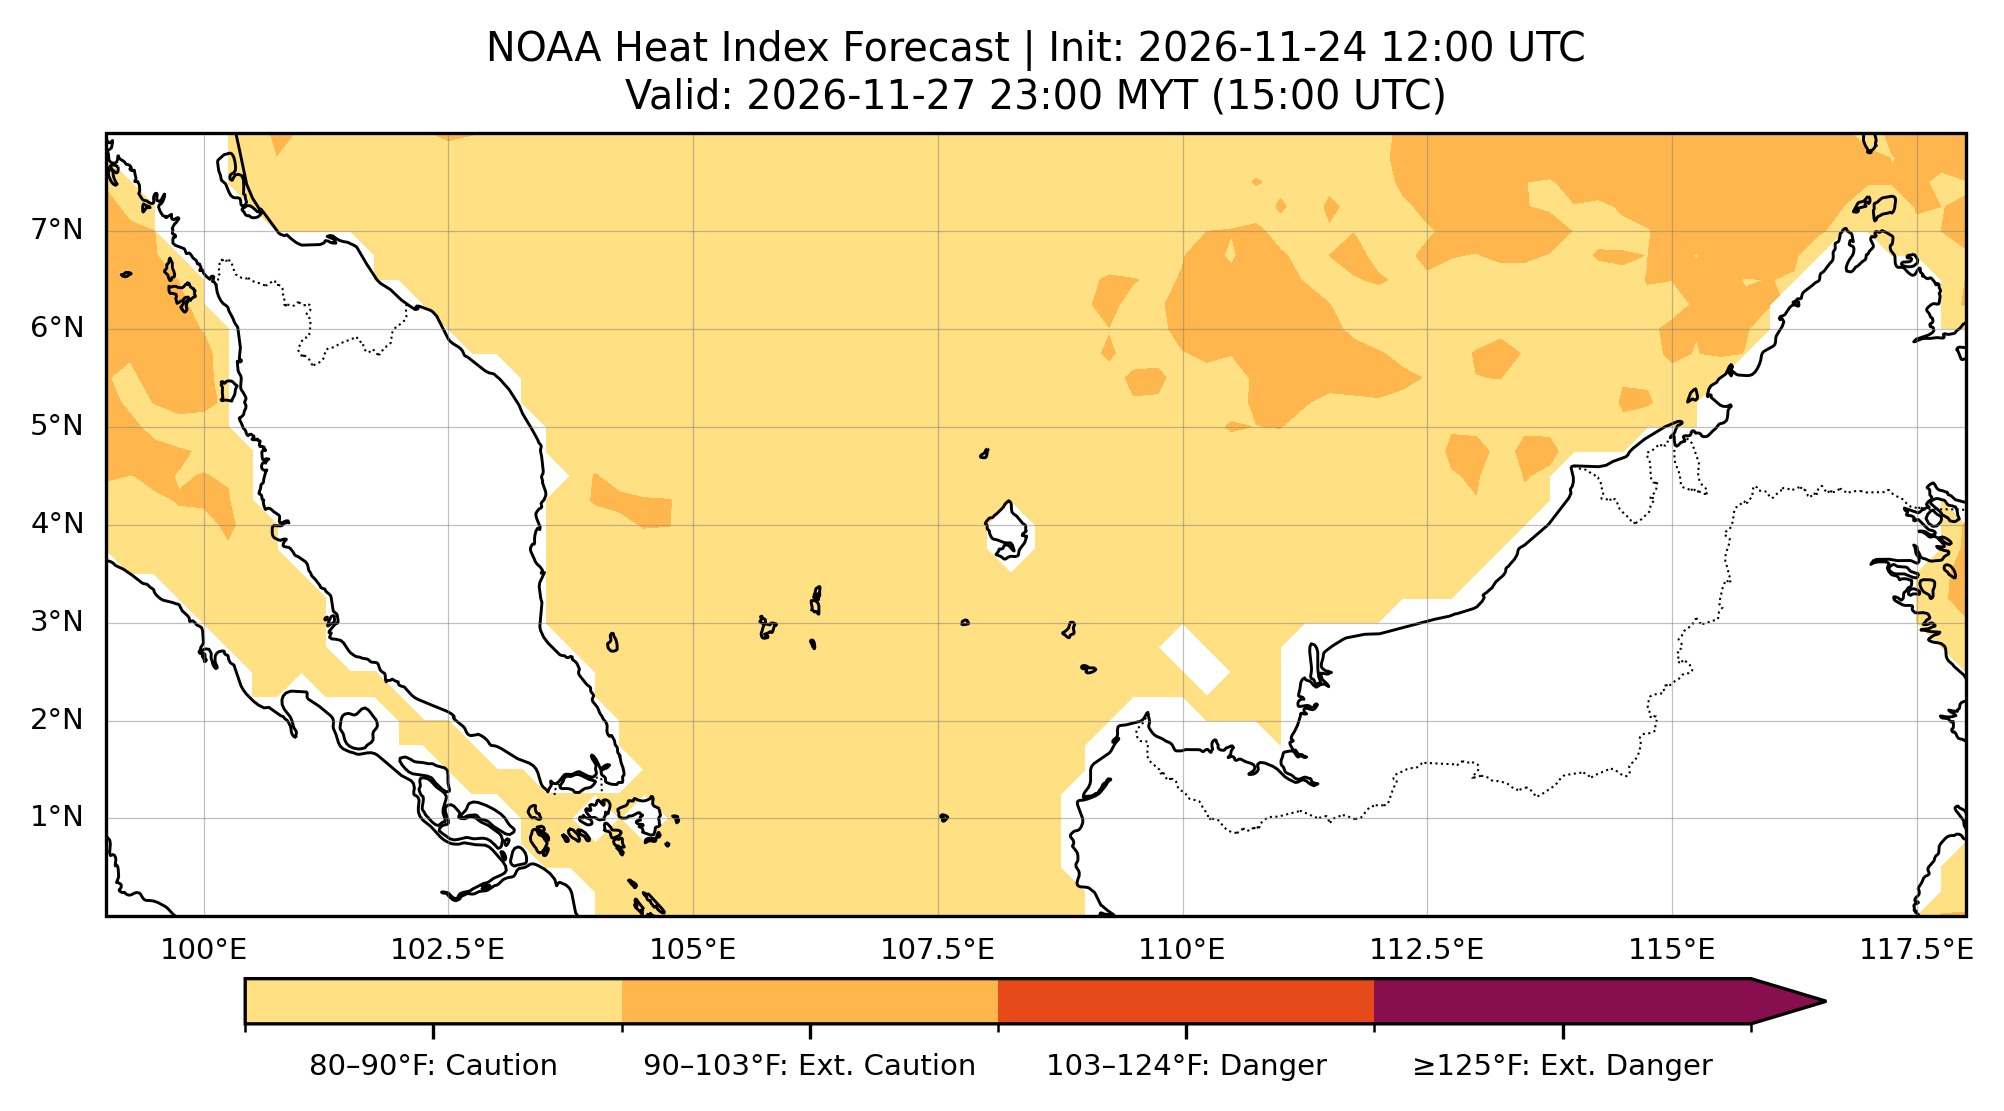 NOAA Heat Index Forecast | Init: 2026-11-24 12:00 UTC
Valid: 2026-11-27 23:00 MYT (15:00 UTC)
7°N
6°N
5°N
4°N
3°N
2°N
1°N
100°E
102.5°E
105°E
107.5°E
110°E
112.5°E
115°E
117.5°E
80–90°F: Caution
90–103°F: Ext. Caution
103–124°F: Danger
≥125°F: Ext. Danger